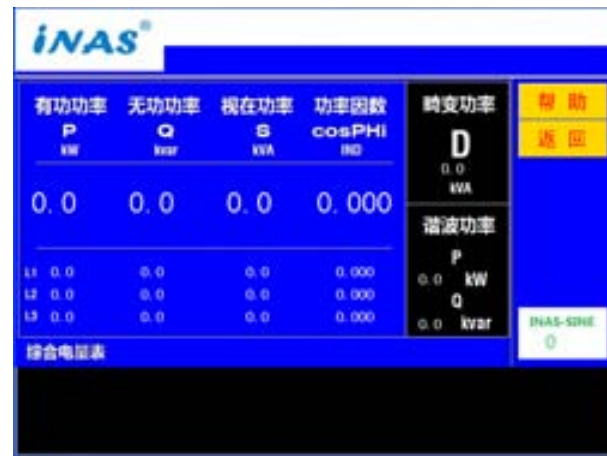 iNAS®
有功功率 无功功率 视在功率 功率因数
P Q S cosPHi
kW kvar kVA IND
0.0 0.0 0.0 0.000
L1 0.0 0.0 0.0 0.000
L2 0.0 0.0 0.0 0.000
L3 0.0 0.0 0.0 0.000
畸变功率
D
0.0
kVA
谐波功率
P
0.0 kW
Q
0.0 kvar
帮助
返回
INAS-SINE
0
综合电量表